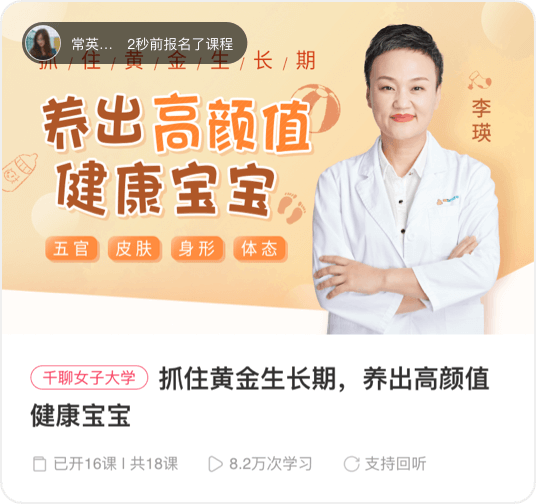 常英... 2秒前报名了课程
抓/住/黄/金/生/长/期
养出高颜值
健康宝宝
李瑛
五官 皮肤 身形 体态
千聊女子大学 抓住黄金生长期，养出高颜值
健康宝宝
已开16课 | 共18课 8.2万次学习 支持回听